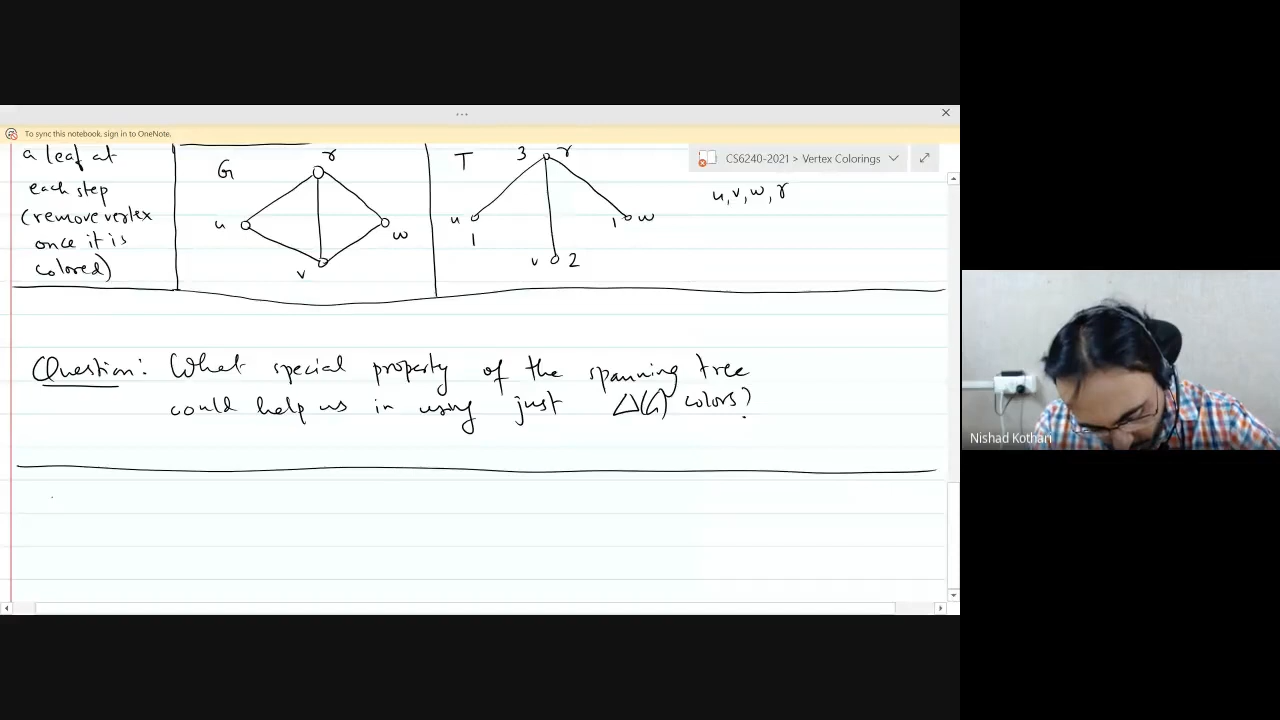 To sync this notebook, sign in to OneNote.
CS6240-2021 > Vertex Colorings
a leaf at
each step
(remove vertex
once it is
colored)
G
r
u
w
v
T
3
r
u
1
1
w
v
2
u, v, w, r
Question: What special property of the spanning tree
could help us in using just Δ(G) colors?
Nishad Kothari